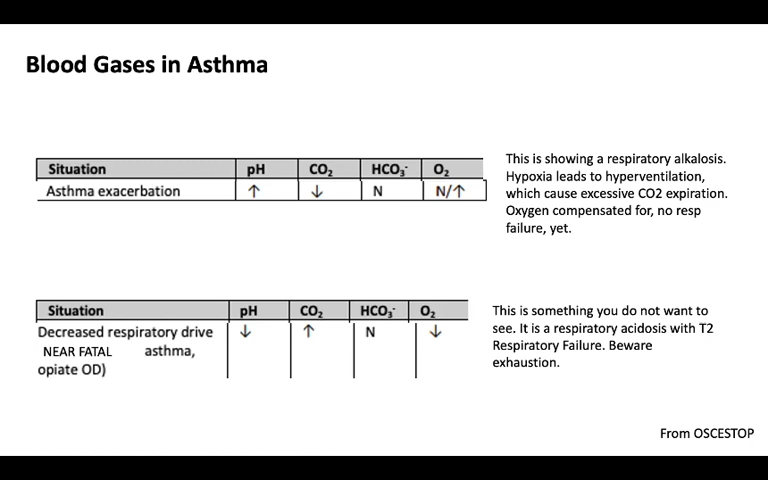 Blood Gases in Asthma
Situation pH CO₂ HCO₃⁻ O₂
Asthma exacerbation ↑ ↓ N N/↑
This is showing a respiratory alkalosis.
Hypoxia leads to hyperventilation,
which cause excessive CO2 expiration.
Oxygen compensated for, no resp
failure, yet.
Situation pH CO₂ HCO₃⁻ O₂
Decreased respiratory drive ↓ ↑ N ↓
NEAR FATAL asthma,
opiate OD)
This is something you do not want to
see. It is a respiratory acidosis with T2
Respiratory Failure. Beware
exhaustion.
From OSCESTOP